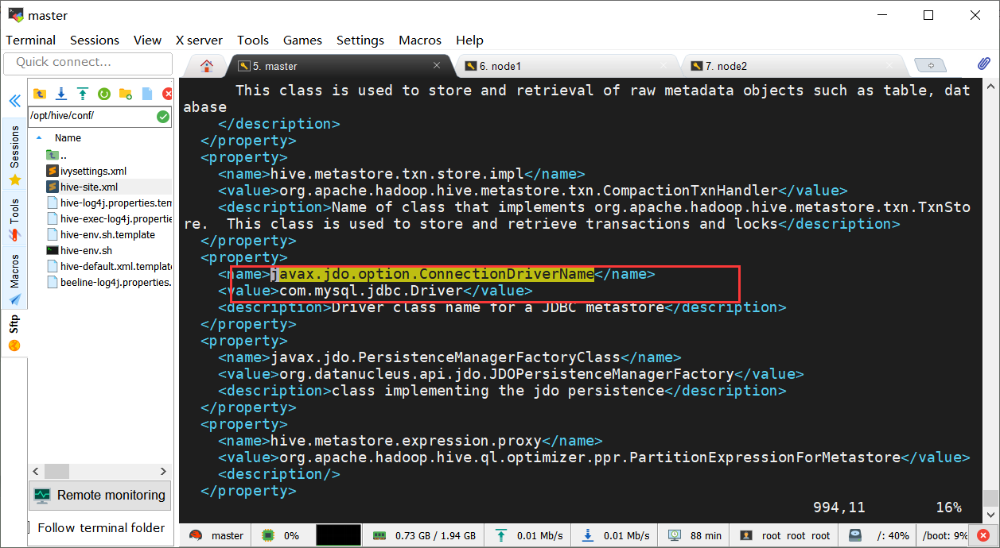 master
Terminal Sessions View X server Tools Games Settings Macros Help
Quick connect...
5. master
6. node1
7. node2
/opt/hive/conf/
Name
..
ivysettings.xml
hive-site.xml
hive-log4j.properties.tem
hive-exec-log4j.propertie
hive-env.sh.template
hive-env.sh
hive-default.xml.template
beeline-log4j.properties.
Sessions
Tools
Macros
Sftp
Remote monitoring
Follow terminal folder
This class is used to store and retrieval of raw metadata objects such as table, dat
abase
</description>
</property>
<property>
<name>hive.metastore.txn.store.impl</name>
<value>org.apache.hadoop.hive.metastore.txn.CompactionTxnHandler</value>
<description>Name of class that implements org.apache.hadoop.hive.metastore.txn.TxnSto
re.  This class is used to store and retrieve transactions and locks</description>
</property>
<property>
<name>javax.jdo.option.ConnectionDriverName</name>
<value>com.mysql.jdbc.Driver</value>
<description>Driver class name for a JDBC metastore</description>
</property>
<property>
<name>javax.jdo.PersistenceManagerFactoryClass</name>
<value>org.datanucleus.api.jdo.JDOPersistenceManagerFactory</value>
<description>class implementing the jdo persistence</description>
</property>
<property>
<name>hive.metastore.expression.proxy</name>
<value>org.apache.hadoop.hive.ql.optimizer.ppr.PartitionExpressionForMetastore</value>
<description/>
</property>
994,11 16%
master 0% 0.73 GB / 1.94 GB 0.01 Mb/s 0.01 Mb/s 88 min root root root /: 40% /boot: 9%